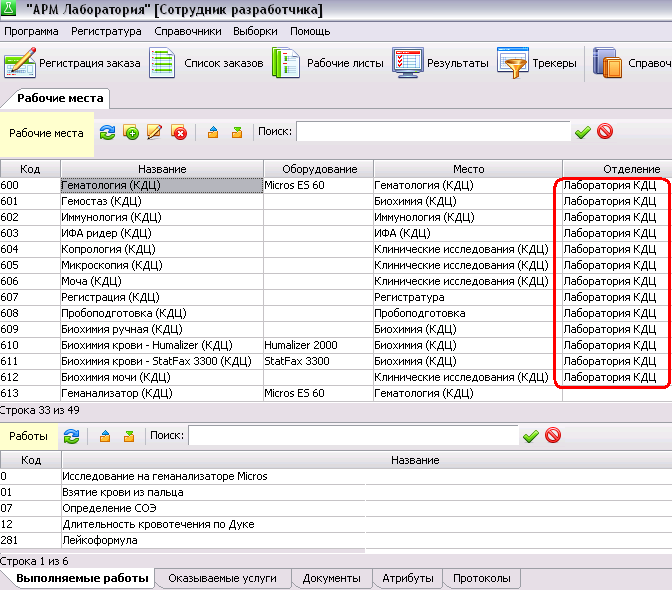 "АРМ Лаборатория" [Сотрудник разработчика]
Программа Регистратура Справочники Выборки Помощь
Регистрация заказа Список заказов Рабочие листы Результаты Трекеры Справоч
Рабочие места
Рабочие места Поиск:
Код Название Оборудование Место Отделение
600 Гематология (КДЦ) Micros ES 60 Гематология (КДЦ) Лаборатория КДЦ
601 Гемостаз (КДЦ) Биохимия (КДЦ) Лаборатория КДЦ
602 Иммунология (КДЦ) Иммунология (КДЦ) Лаборатория КДЦ
603 ИФА ридер (КДЦ) ИФА (КДЦ) Лаборатория КДЦ
604 Копрология (КДЦ) Клинические исследования (КДЦ) Лаборатория КДЦ
605 Микроскопия (КДЦ) Клинические исследования (КДЦ) Лаборатория КДЦ
606 Моча (КДЦ) Клинические исследования (КДЦ) Лаборатория КДЦ
607 Регистрация (КДЦ) Регистратура Лаборатория КДЦ
608 Пробоподготовка (КДЦ) Пробоподготовка Лаборатория КДЦ
609 Биохимия ручная (КДЦ) Биохимия (КДЦ) Лаборатория КДЦ
610 Биохимия крови - Humalizer (КДЦ) Humalizer 2000 Биохимия (КДЦ) Лаборатория КДЦ
611 Биохимия крови - StatFax 3300 (КДЦ) StatFax 3300 Биохимия (КДЦ) Лаборатория КДЦ
612 Биохимия мочи (КДЦ) Клинические исследования (КДЦ) Лаборатория КДЦ
613 Геманализатор (КДЦ) Micros ES 60 Гематология (КДЦ)
Строка 33 из 49
Работы Поиск:
Код Название
0 Исследование на геманализаторе Micros
01 Взятие крови из пальца
07 Определение СОЭ
12 Длительность кровотечения по Дуке
281 Лейкоформула
Строка 1 из 6
Выполняемые работы Оказываемые услуги Документы Атрибуты Протоколы